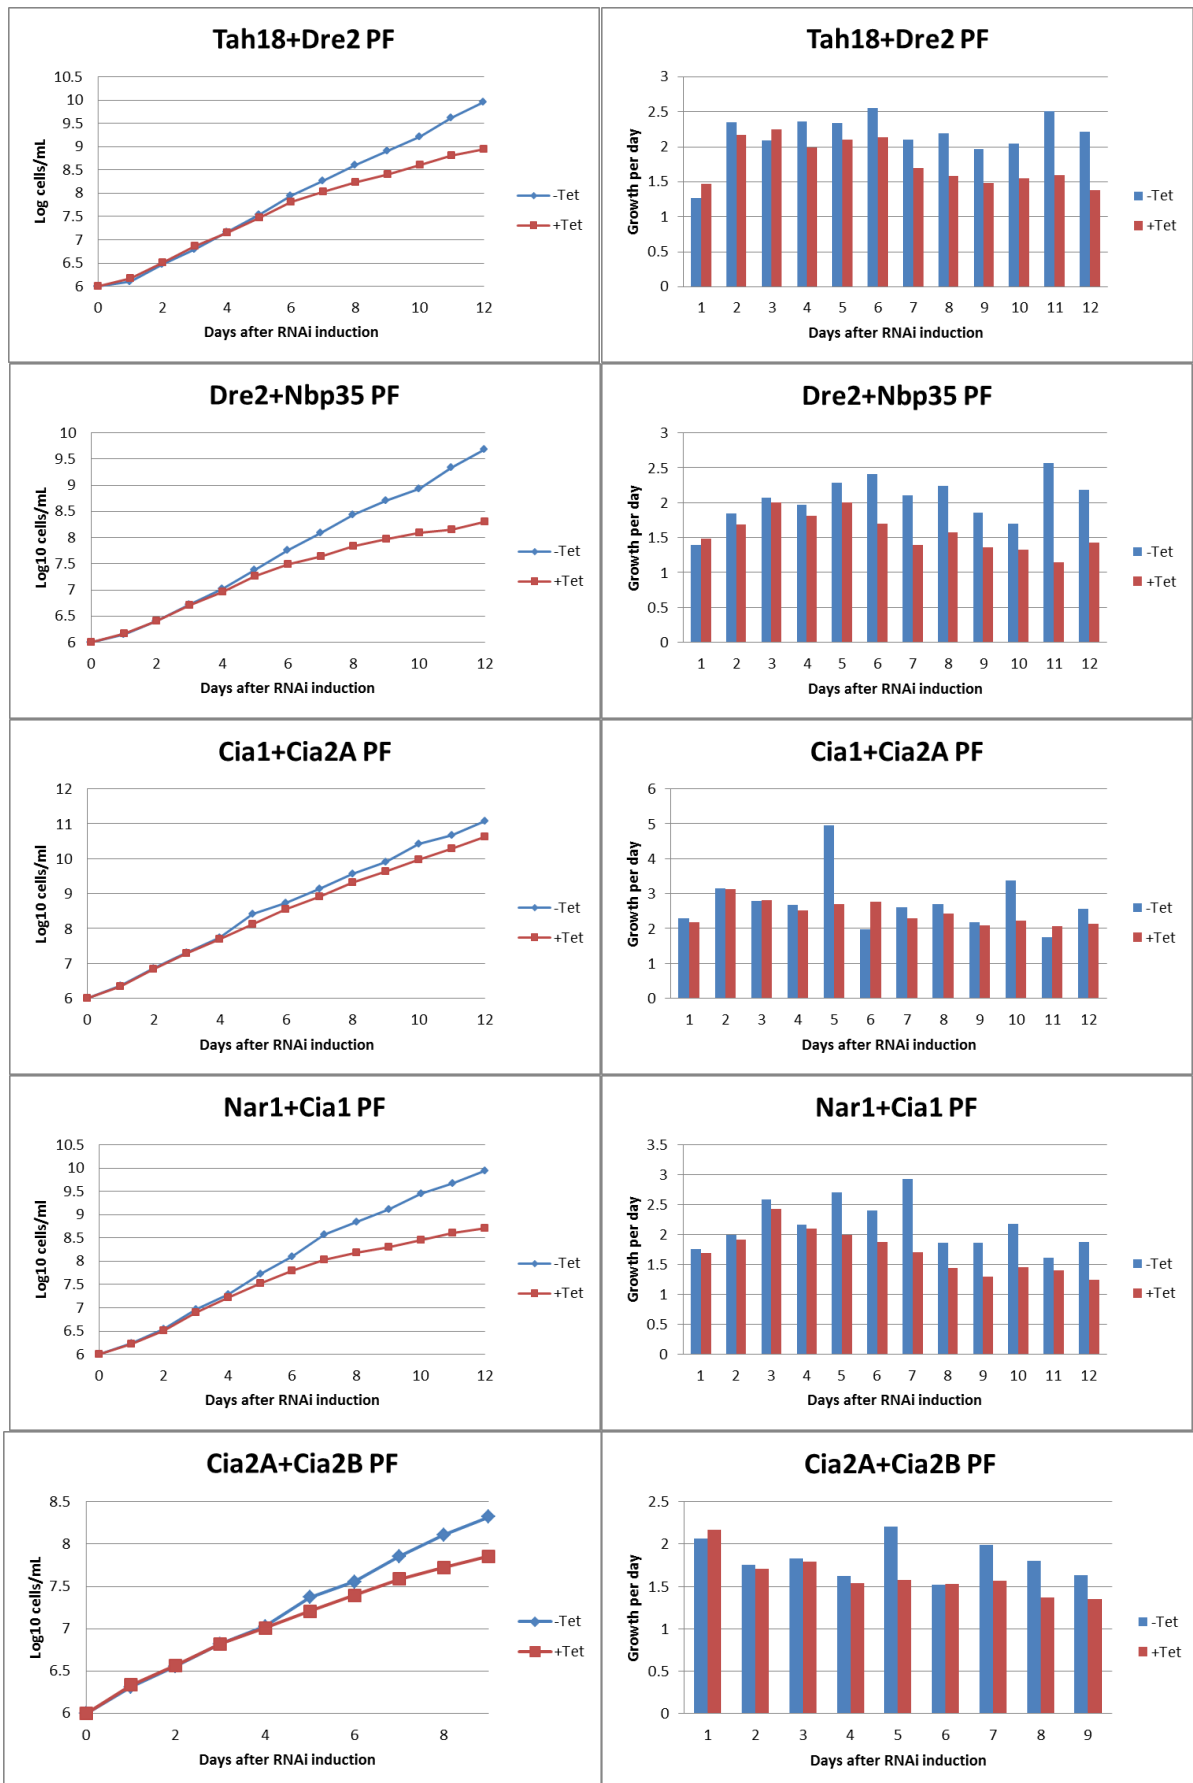 Tah18+Dre2 PF
Log cells/mL
10.5
10
9.5
9
8.5
8
7.5
7
6.5
6
0 2 4 6 8 10 12
Days after RNAi induction
-Tet
+Tet
Tah18+Dre2 PF
Growth per day
3
2.5
2
1.5
1
0.5
0
1 2 3 4 5 6 7 8 9 10 11 12
Days after RNAi induction
-Tet
+Tet
Dre2+Nbp35 PF
Log10 cells/mL
10
9.5
9
8.5
8
7.5
7
6.5
6
0 2 4 6 8 10 12
Days after RNAi induction
-Tet
+Tet
Dre2+Nbp35 PF
Growth per day
3
2.5
2
1.5
1
0.5
0
1 2 3 4 5 6 7 8 9 10 11 12
Days after RNAi induction
-Tet
+Tet
Cia1+Cia2A PF
Log10 cells/ml
12
11
10
9
8
7
6
0 2 4 6 8 10 12
Days after RNAi induction
-Tet
+Tet
Cia1+Cia2A PF
Growth per day
6
5
4
3
2
1
0
1 2 3 4 5 6 7 8 9 10 11 12
Days after RNAi induction
-Tet
+Tet
Nar1+Cia1 PF
Log10 cells/ml
10.5
10
9.5
9
8.5
8
7.5
7
6.5
6
0 2 4 6 8 10 12
Days after RNAi induction
-Tet
+Tet
Nar1+Cia1 PF
Growth per day
3.5
3
2.5
2
1.5
1
0.5
0
1 2 3 4 5 6 7 8 9 10 11 12
Days after RNAi induction
-Tet
+Tet
Cia2A+Cia2B PF
Log10 cells/mL
8.5
8
7.5
7
6.5
6
0 2 4 6 8
Days after RNAi induction
-Tet
+Tet
Cia2A+Cia2B PF
Growth per day
2.5
2
1.5
1
0.5
0
1 2 3 4 5 6 7 8 9
Days after RNAi induction
-Tet
+Tet